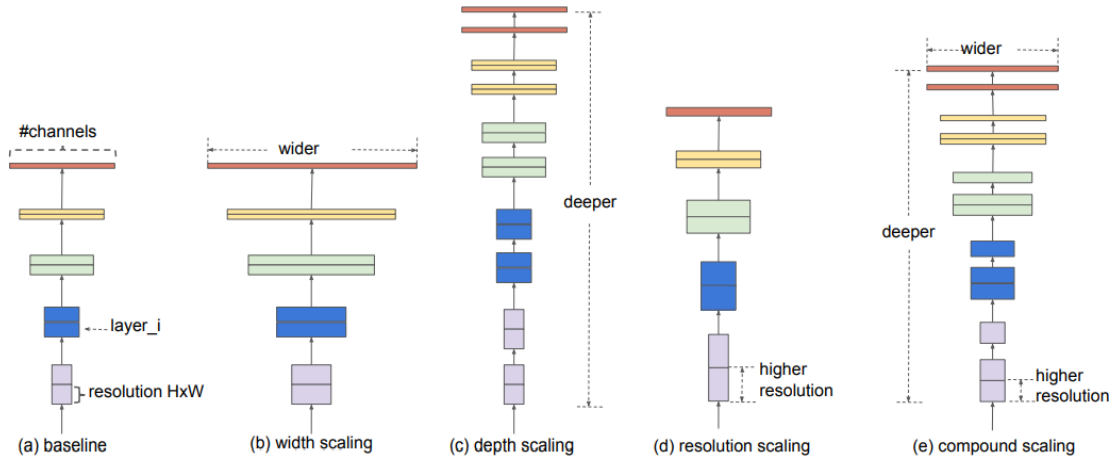 #channels
layer_i
resolution HxW
(a) baseline
wider
(b) width scaling
deeper
(c) depth scaling
higher
resolution
(d) resolution scaling
wider
deeper
higher
resolution
(e) compound scaling